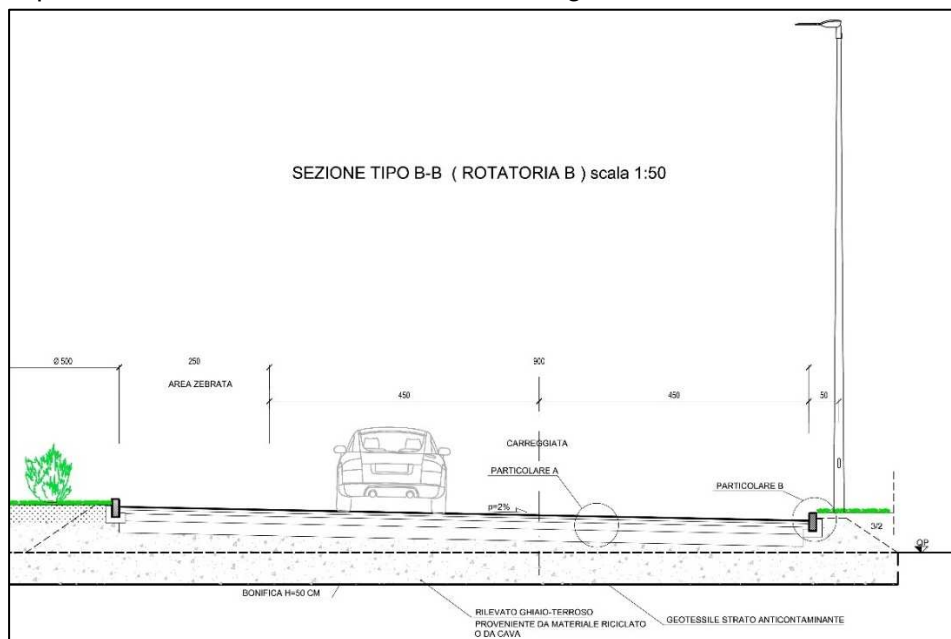 SEZIONE TIPO B-B ( ROTATORIA B ) scala 1:50
Ø 500
250
900
AREA ZEBRATA
450
450
50
CARREGGIATA
PARTICOLARE A
PARTICOLARE B
p=2%
3/2
QP
BONIFICA H=50 CM
RILEVATO GHIAIO-TERROSO
PROVENIENTE DA MATERIALE RICICLATO
O DA CAVA
GEOTESSILE STRATO ANTICONTAMINANTE